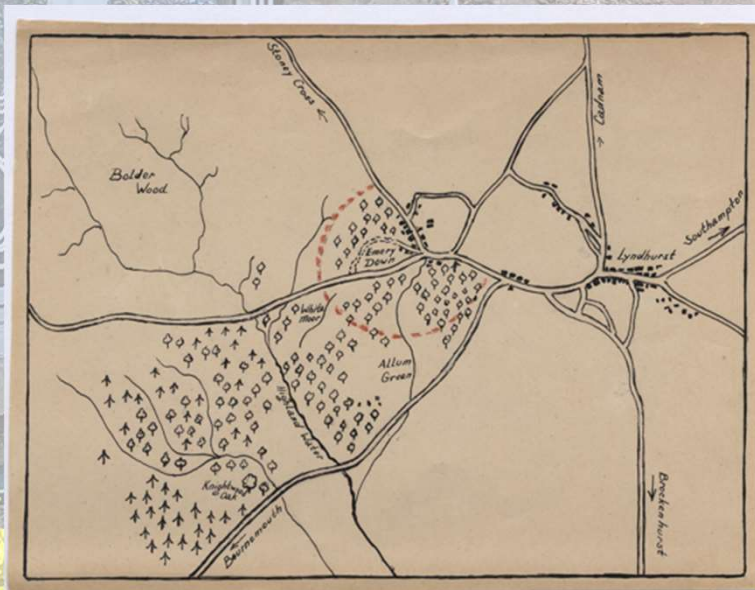 Stoney Cross
Cadnam
Bolder
Wood
Southampton
Lyndhurst
Emery
Down
White
Moor
Allum
Green
Highland Water
Knightwood
Oak
Bournemouth
Brockenhurst